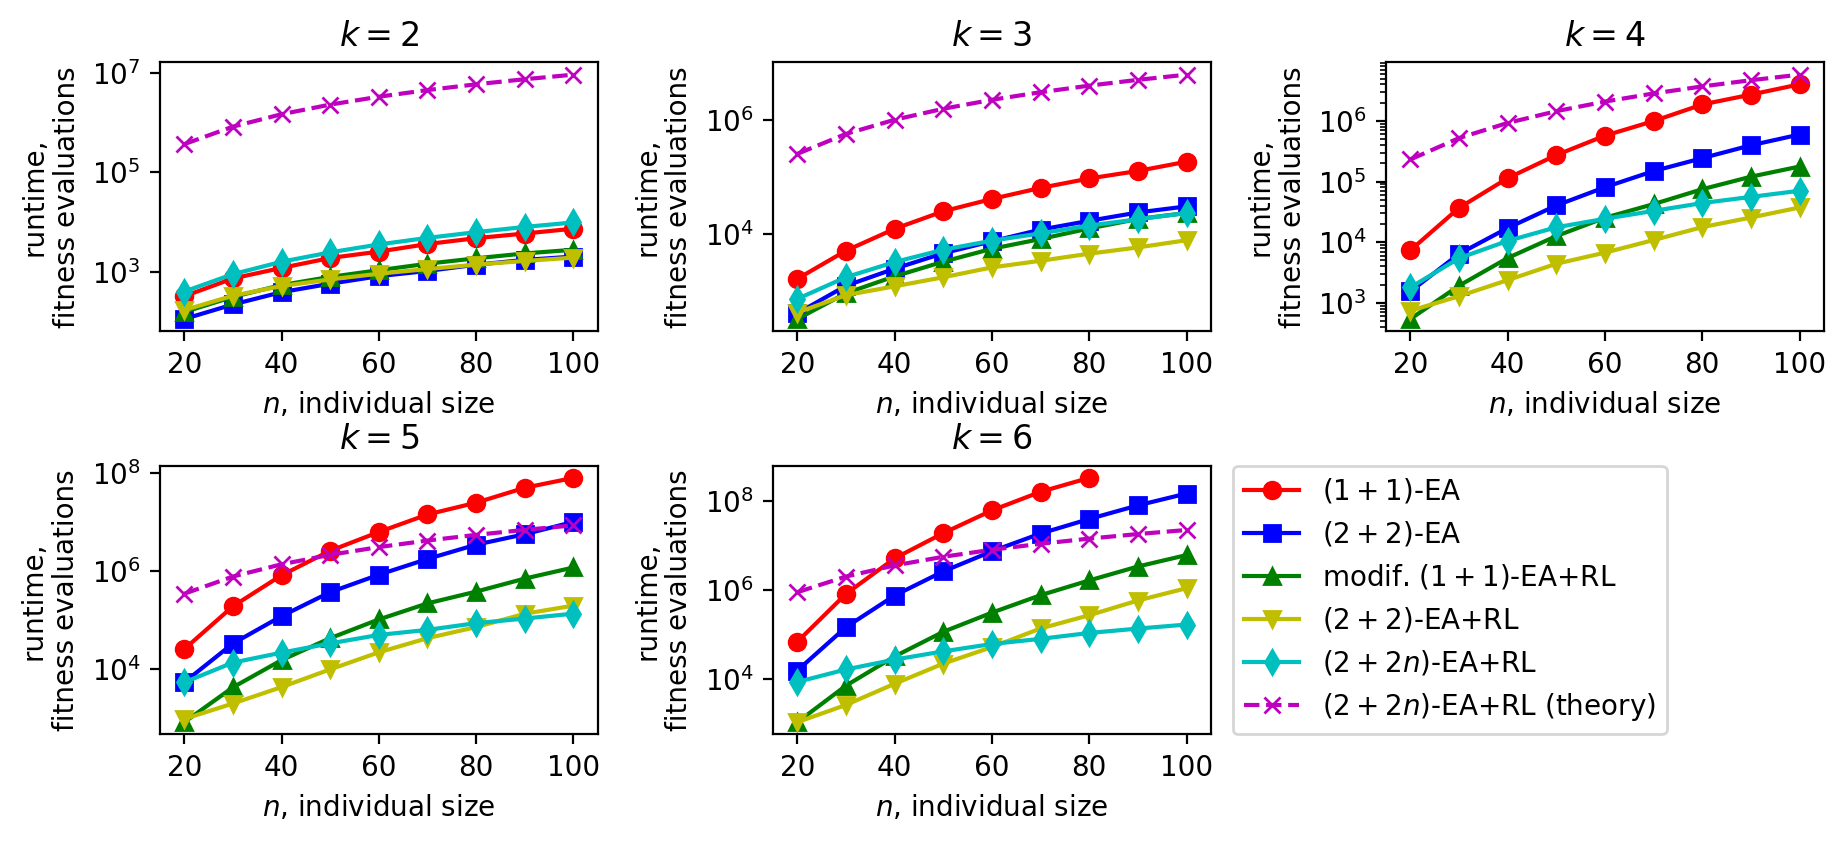 k = 2
10^7
10^5
10^3
runtime,
fitness evaluations
20 40 60 80 100
n, individual size
k = 3
10^6
10^4
runtime,
fitness evaluations
20 40 60 80 100
n, individual size
k = 4
10^6
10^5
10^4
10^3
runtime,
fitness evaluations
20 40 60 80 100
n, individual size
k = 5
10^8
10^6
10^4
runtime,
fitness evaluations
20 40 60 80 100
n, individual size
k = 6
10^8
10^6
10^4
runtime,
fitness evaluations
20 40 60 80 100
n, individual size
(1 + 1)-EA
(2 + 2)-EA
modif. (1 + 1)-EA+RL
(2 + 2)-EA+RL
(2 + 2n)-EA+RL
(2 + 2n)-EA+RL (theory)